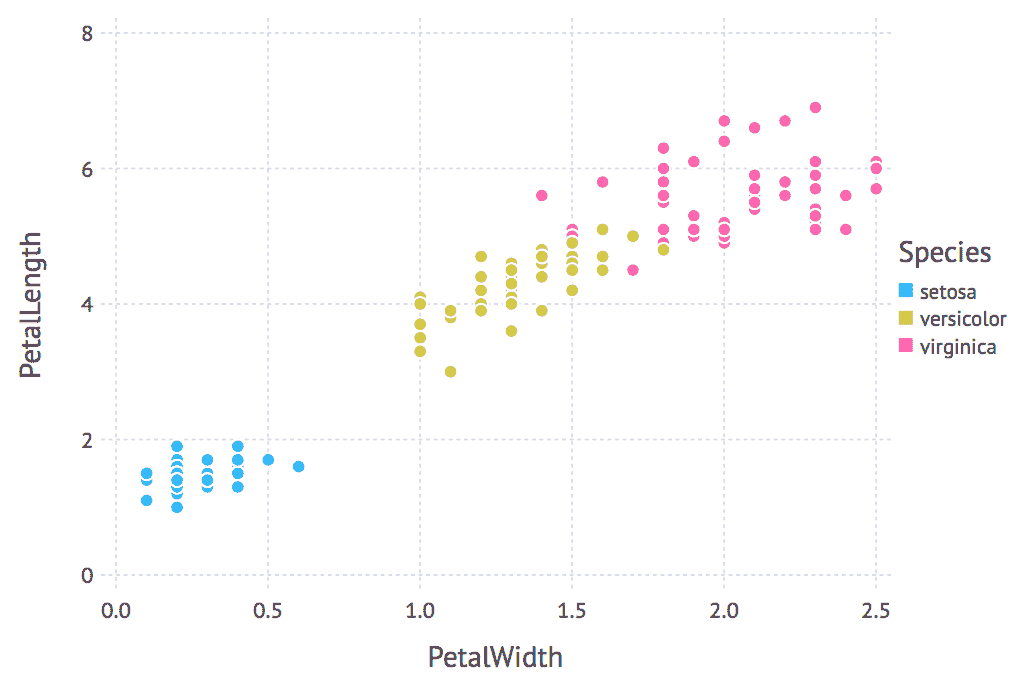 8
6
4
2
0
0.0 0.5 1.0 1.5 2.0 2.5
PetalWidth
PetalLength
Species
setosa
versicolor
virginica